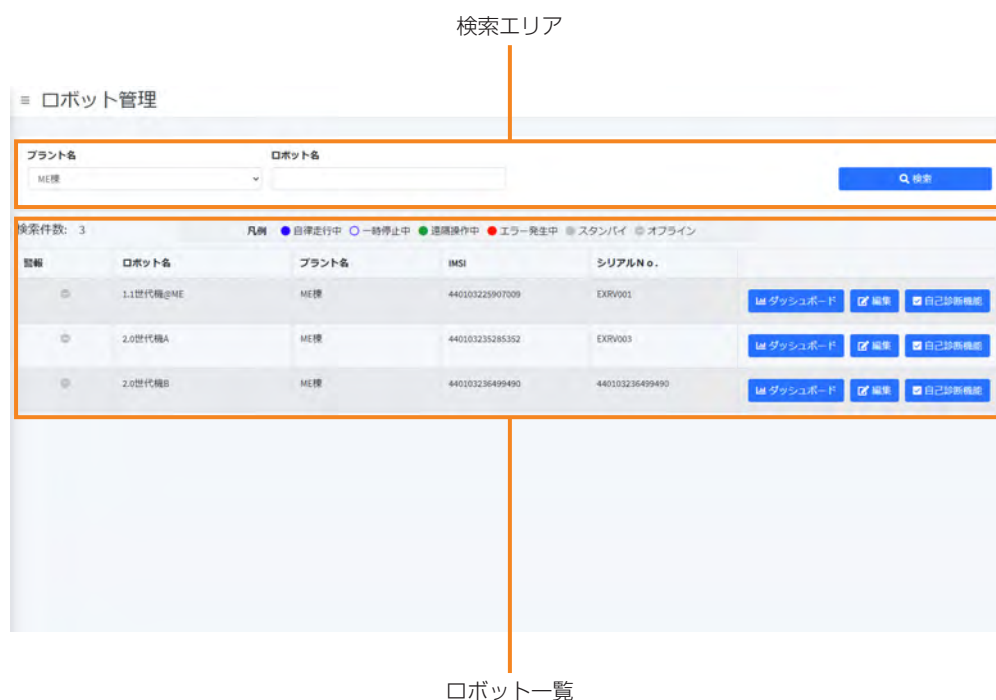 検索エリア
≡ ロボット管理
プラント名 ロボット名
ME棟 検索
検索件数: 3 凡例 自律走行中 一時停止中 遠隔操作中 エラー発生中 スタンバイ オフライン
警報 ロボット名 プラント名 IMSI シリアルNo.
1.1世代機@ME ME棟 440103225907009 EXRV001 ダッシュボード 編集 自己診断機能
2.0世代機A ME棟 440103235285352 EXRV003 ダッシュボード 編集 自己診断機能
2.0世代機B ME棟 440103236499490 440103236499490 ダッシュボード 編集 自己診断機能
ロボット一覧